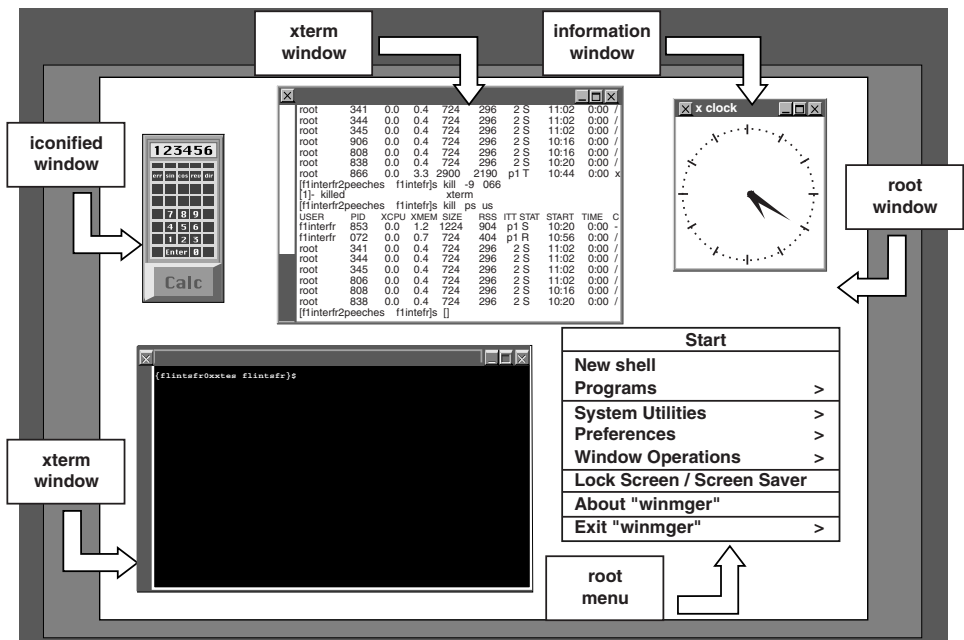 xterm
window
information
window
iconified
window
root
window
xterm
window
root
menu
123456
err sin cos rev dir
7 8 9
4 5 6
1 2 3
Enter 0
Calc
root 341 0.0 0.4 724 296 2 S 11:02 0:00 /
root 344 0.0 0.4 724 296 2 S 11:02 0:00 /
root 345 0.0 0.4 724 296 2 S 11:02 0:00 /
root 906 0.0 0.4 724 296 2 S 10:16 0:00 /
root 808 0.0 0.4 724 296 2 S 10:16 0:00 /
root 838 0.0 0.4 724 296 2 S 10:20 0:00 /
root 866 0.0 3.3 2900 2190 p1 T 10:44 0:00 x
[f1interfr2peeches f1intefr]s kill -9 066
[1]- killed xterm
[f1interfr2peeches f1intefr]s kill ps us
USER PID XCPU XMEM SIZE RSS ITT STAT START TIME C
f1interfr 853 0.0 1.2 1224 904 p1 S 10:20 0:00 -
f1interfr 072 0.0 0.7 724 404 p1 R 10:56 0:00 /
root 341 0.0 0.4 724 296 2 S 11:02 0:00 /
root 344 0.0 0.4 724 296 2 S 11:02 0:00 /
root 345 0.0 0.4 724 296 2 S 11:02 0:00 /
root 806 0.0 0.4 724 296 2 S 11:02 0:00 /
root 808 0.0 0.4 724 296 2 S 10:16 0:00 /
root 838 0.0 0.4 724 296 2 S 10:20 0:00 /
[f1interfr2peeches f1intefr]s []
x clock
{flintsfr0xxtes flintsfr}$
Start
New shell
Programs >
System Utilities >
Preferences >
Window Operations >
Lock Screen / Screen Saver
About "winmger"
Exit "winmger" >